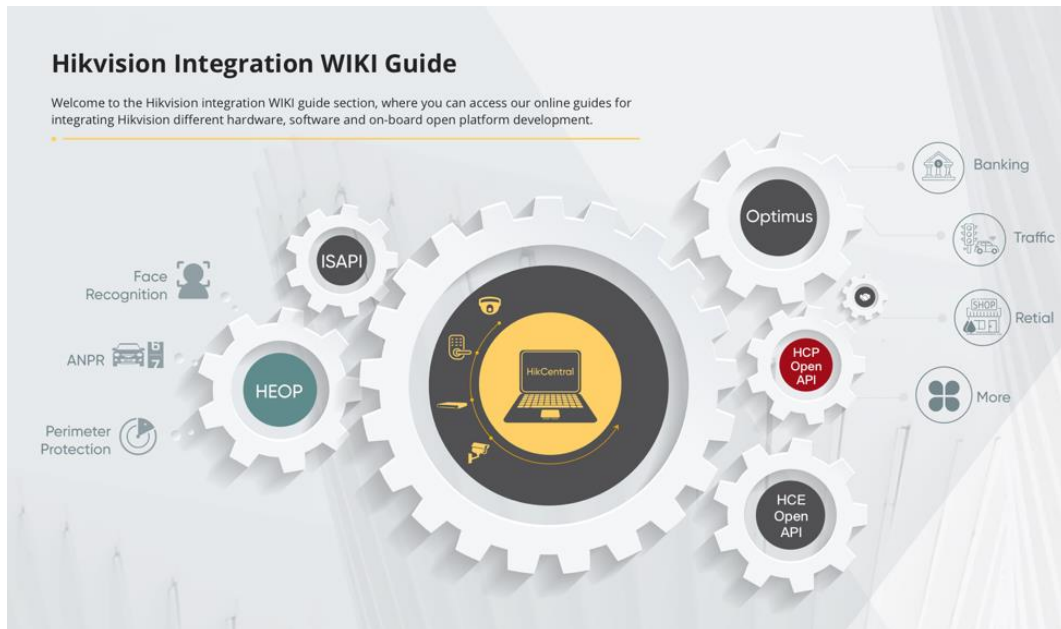 Hikvision Integration WIKI Guide
Welcome to the Hikvision integration WIKI guide section, where you can access our online guides for
integrating Hikvision different hardware, software and on-board open platform development.
Face
Recognition
ANPR
Perimeter
Protection
ISAPI
HEOP
HikCentral
Optimus
HCP
Open
API
HCE
Open
API
Banking
Traffic
SHOP
Retial
More